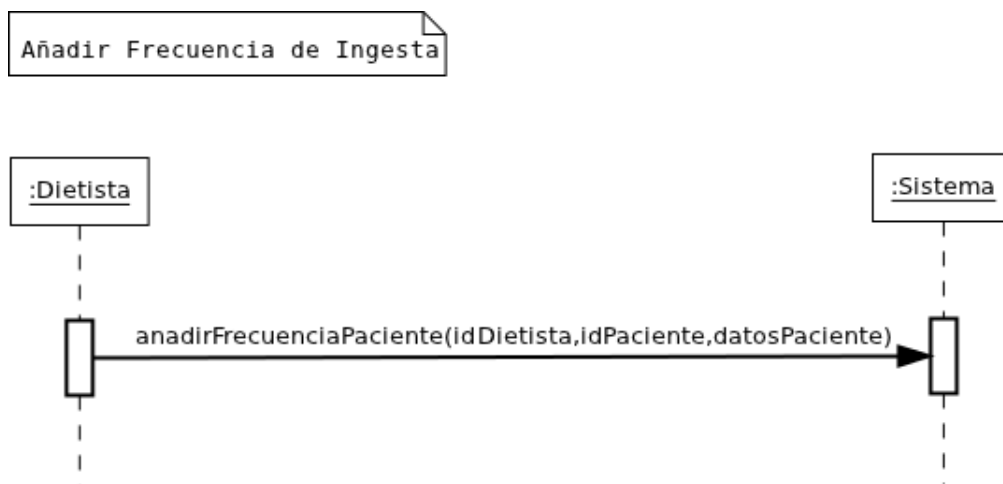 Añadir Frecuencia de Ingesta
:Dietista
:Sistema
anadirFrecuenciaPaciente(idDietista,idPaciente,datosPaciente)